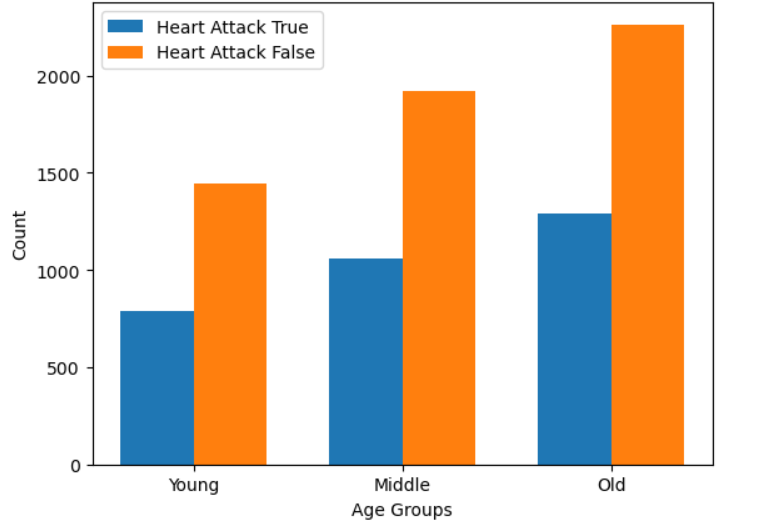 Heart Attack True
Heart Attack False
Count
2000
1500
1000
500
0
Young Middle Old
Age Groups